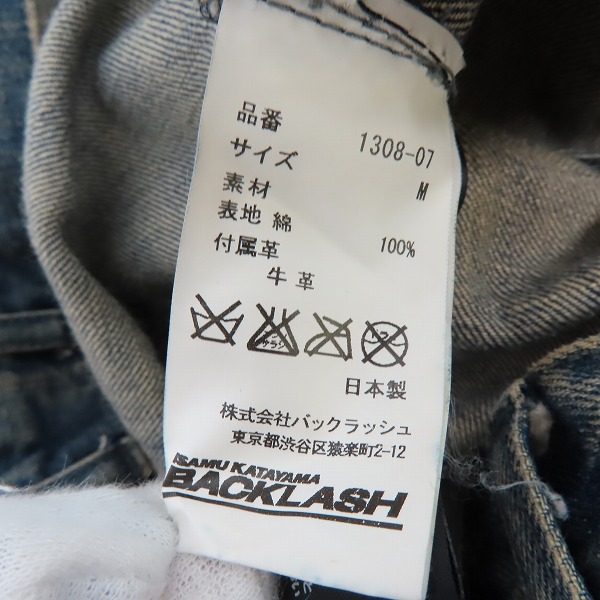 品番 1308-07
サイズ M
素材
表地 綿 100%
付属革
牛革
日本製
株式会社バックラッシュ
東京都渋谷区猿楽町2-12
ISAMU KATAYAMA
BACKLASH